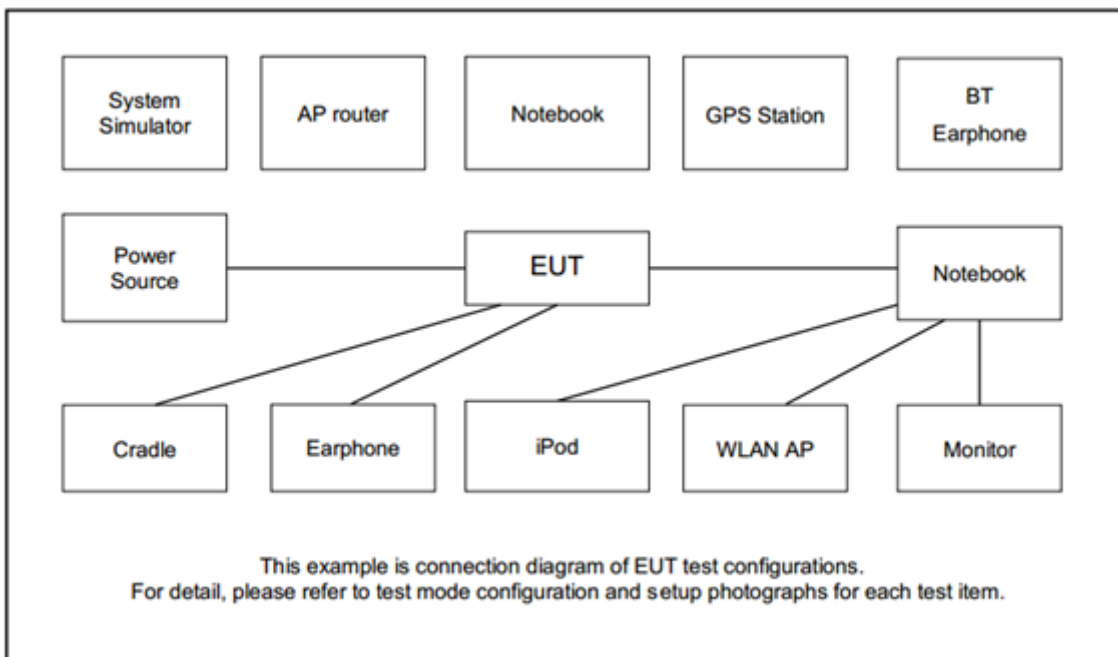 System
Simulator
AP router
Notebook
GPS Station
BT
Earphone
Power
Source
EUT
Notebook
Cradle
Earphone
iPod
WLAN AP
Monitor
This example is connection diagram of EUT test configurations.
For detail, please refer to test mode configuration and setup photographs for each test item.